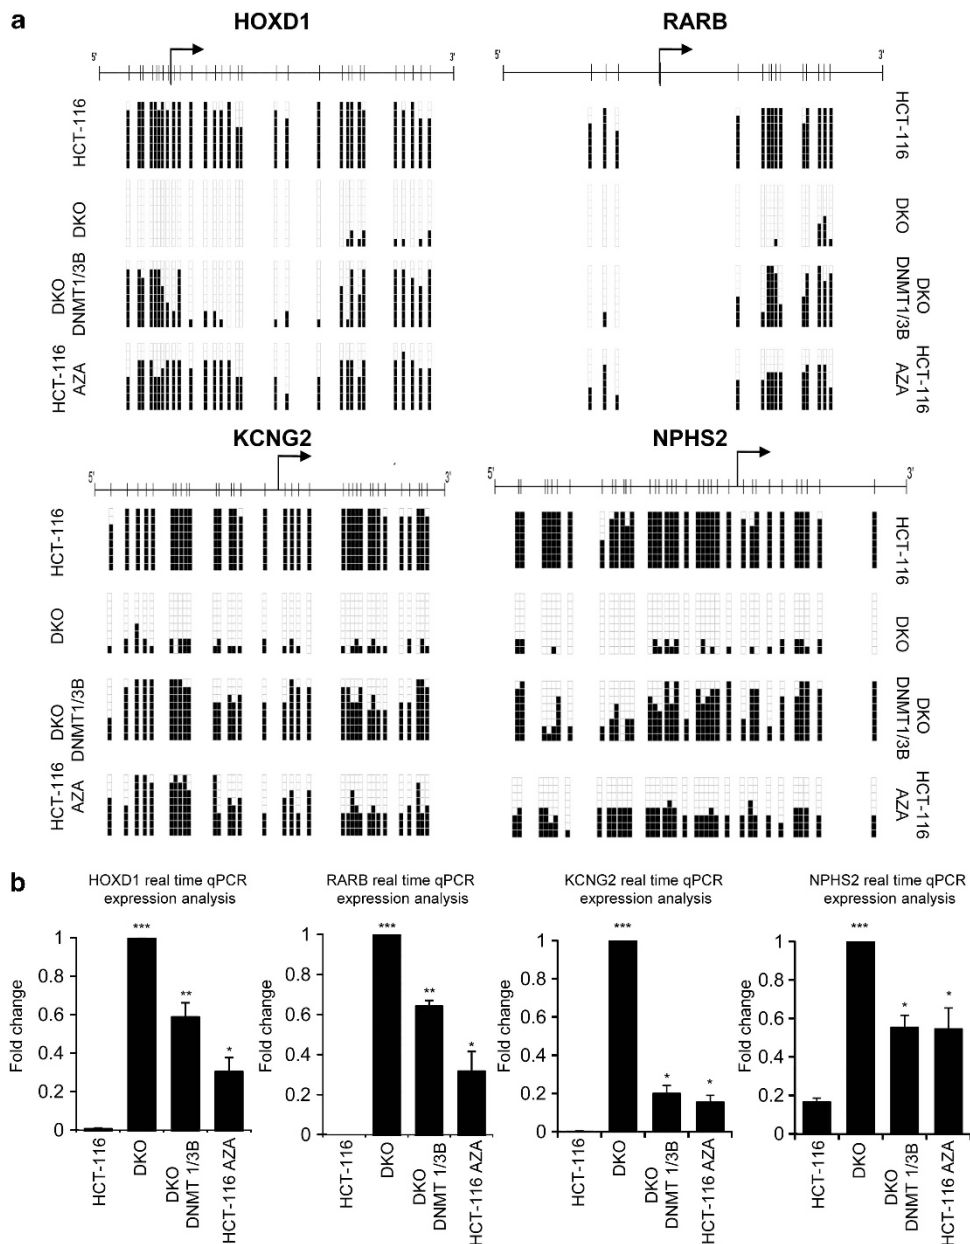 a
HOXD1
RARB
5'
3'
5'
3'
HCT-116
DKO
DKO
DNMT1/3B
HCT-116
AZA
HCT-116
DKO
DKO
DNMT1/3B
HCT-116
AZA
KCNG2
NPHS2
5'
3'
5'
3'
HCT-116
DKO
DKO
DNMT1/3B
HCT-116
AZA
HCT-116
DKO
DKO
DNMT1/3B
HCT-116
AZA
b
HOXD1 real time qPCR
expression analysis
Fold change
1
0.8
0.6
0.4
0.2
0
***
**
*
HCT-116
DKO
DKO
DNMT 1/3B
HCT-116 AZA
RARB real time qPCR
expression analysis
Fold change
1
0.8
0.6
0.4
0.2
0
***
**
*
HCT-116
DKO
DKO
DNMT 1/3B
HCT-116 AZA
KCNG2 real time qPCR
expression analysis
Fold change
1
0.8
0.6
0.4
0.2
0
***
*
*
HCT-116
DKO
DKO
DNMT 1/3B
HCT-116 AZA
NPHS2 real time qPCR
expression analysis
Fold change
1
0.8
0.6
0.4
0.2
0
***
*
*
HCT-116
DKO
DKO
DNMT 1/3B
HCT-116 AZA